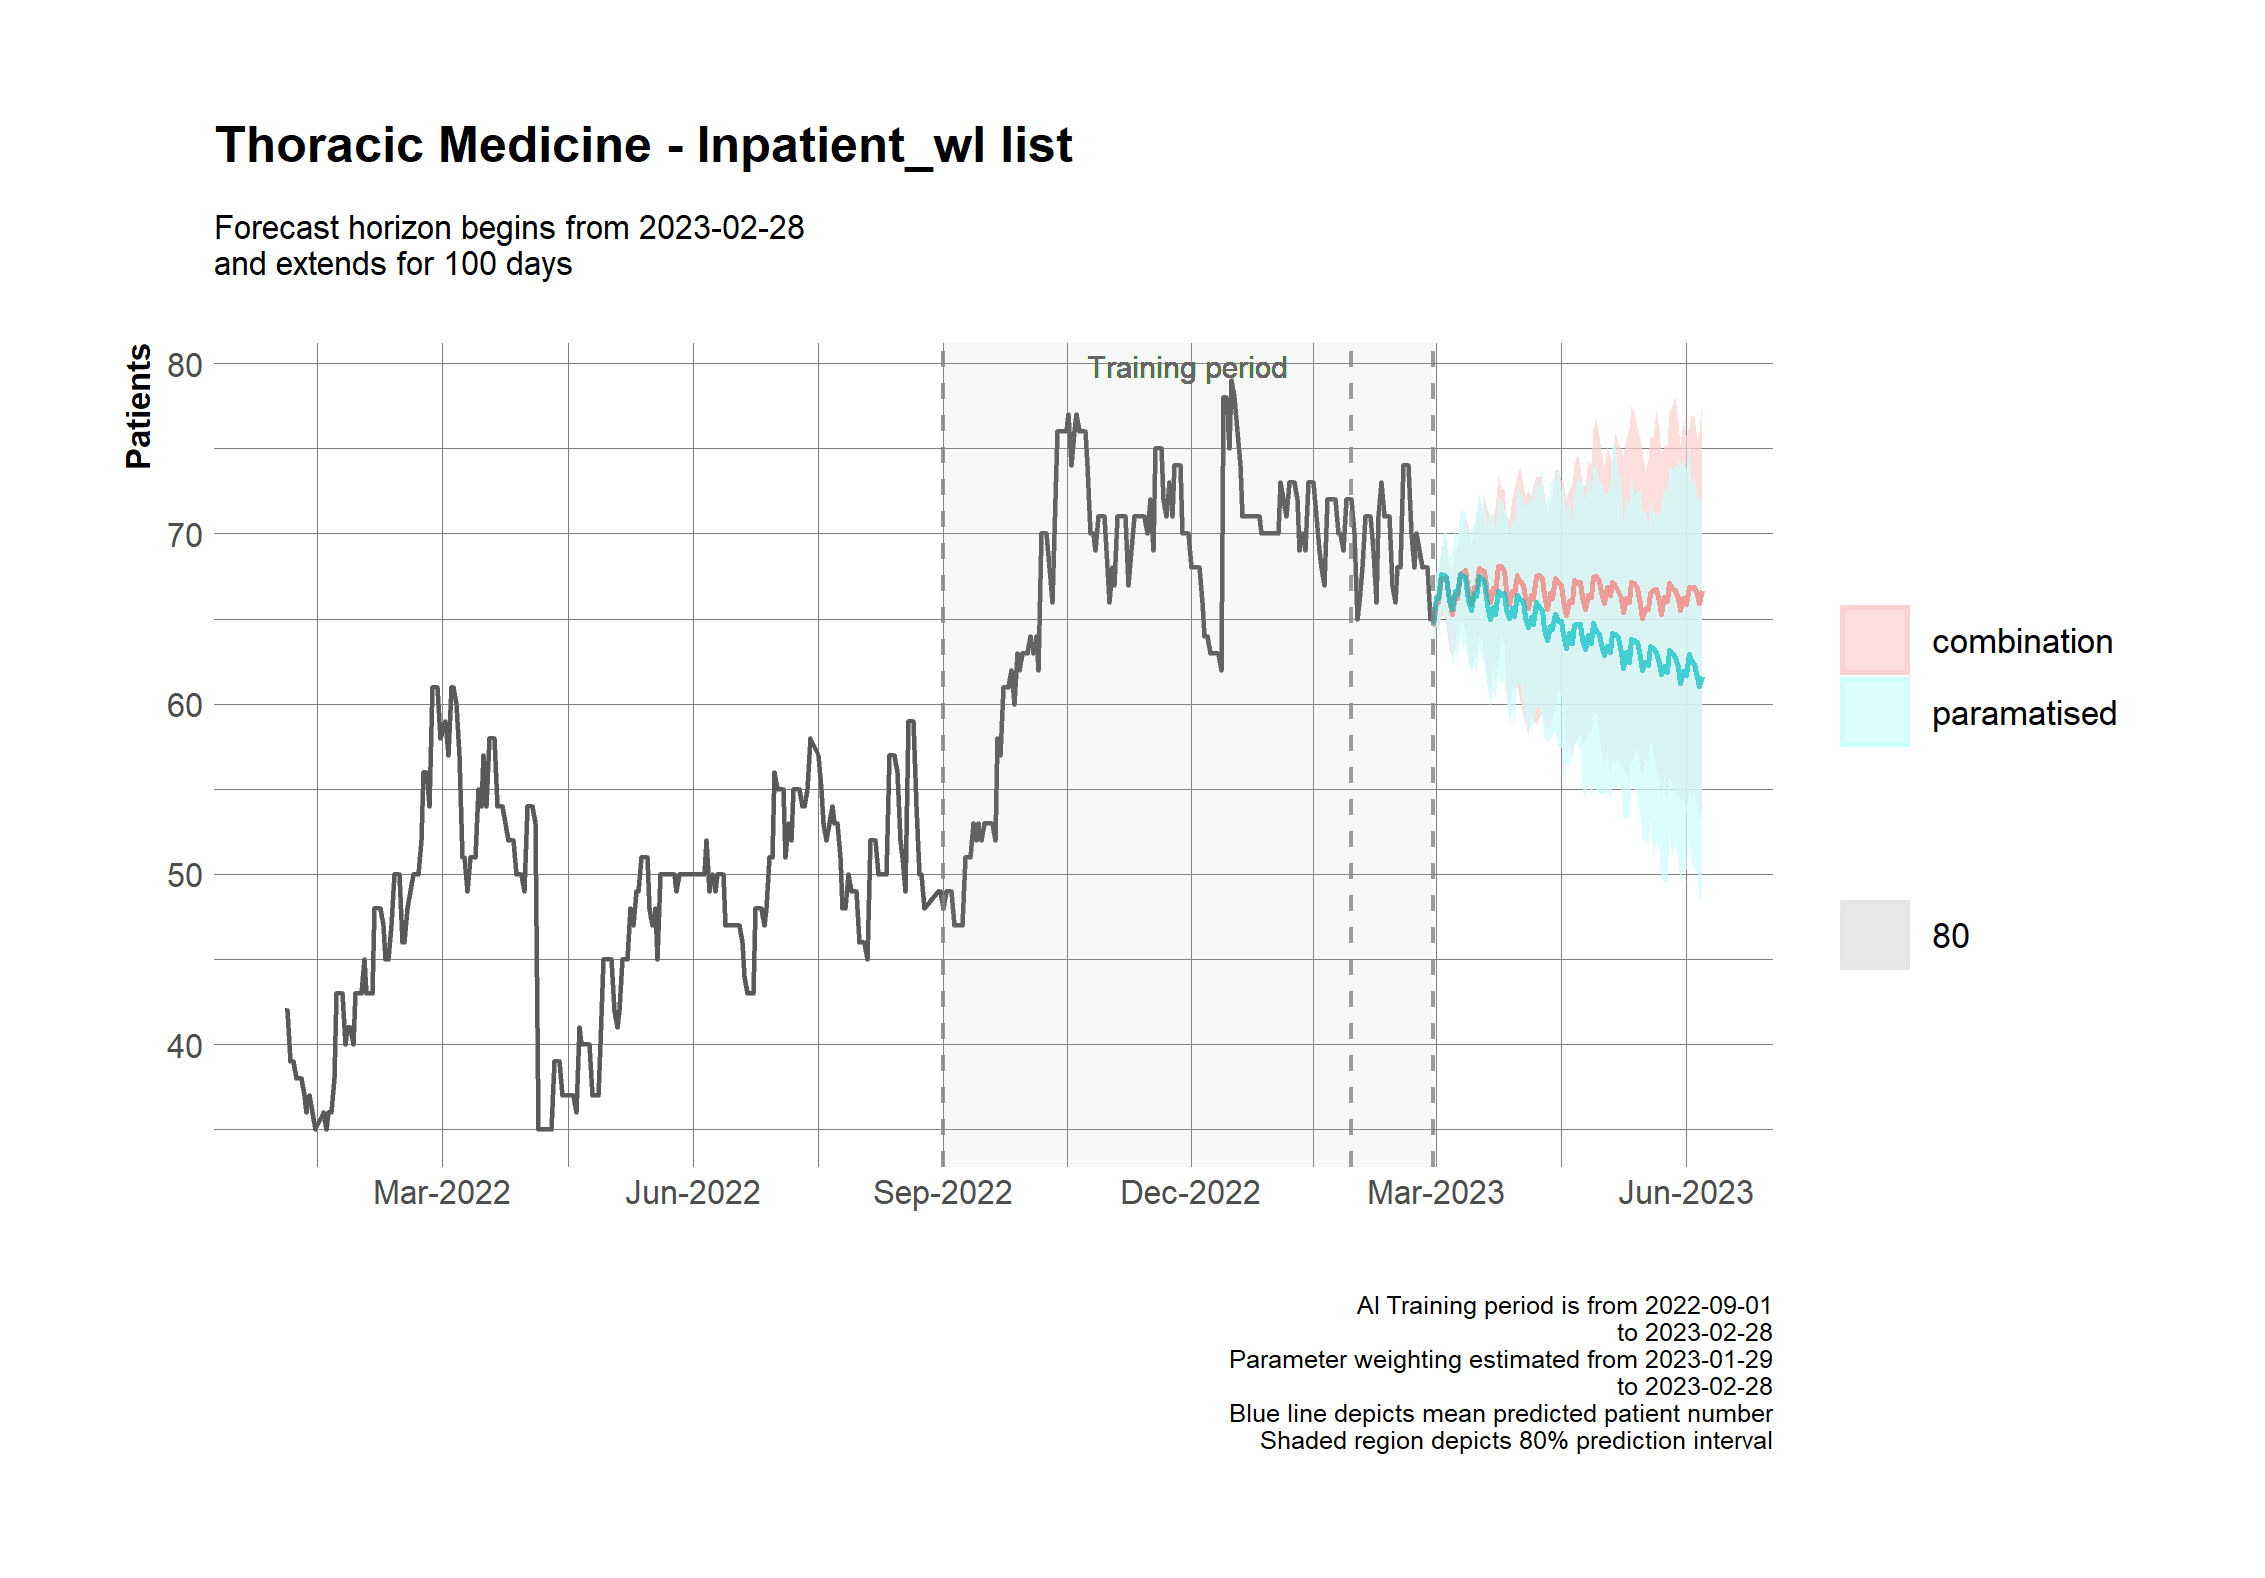 Thoracic Medicine - Inpatient_wl list
Forecast horizon begins from 2023-02-28
and extends for 100 days
Patients
80
70
60
50
40
Training period
Mar-2022
Jun-2022
Sep-2022
Dec-2022
Mar-2023
Jun-2023
combination
paramatised
80
AI Training period is from 2022-09-01
to 2023-02-28
Parameter weighting estimated from 2023-01-29
to 2023-02-28
Blue line depicts mean predicted patient number
Shaded region depicts 80% prediction interval